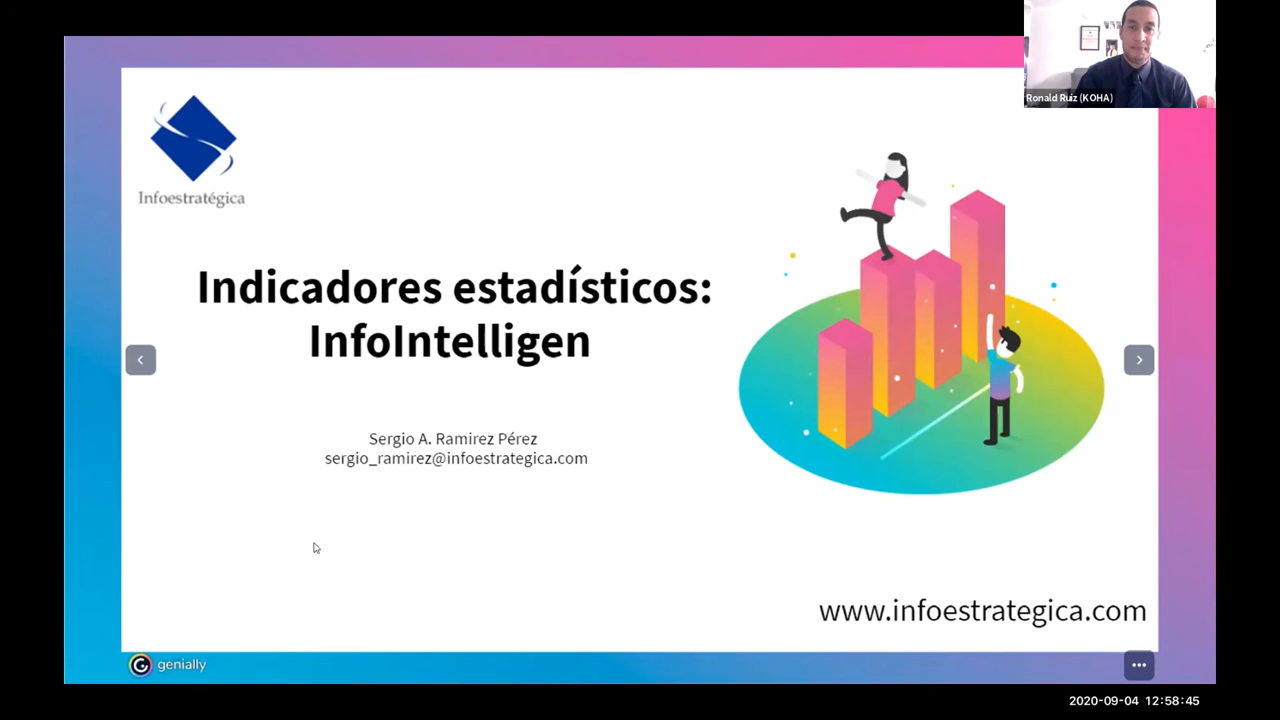 Ronald Ruiz (KOHA)
Infoestratégica
Indicadores estadísticos:
InfoIntelligen
Sergio A. Ramirez Pérez
sergio_ramirez@infoestrategica.com
www.infoestrategica.com
genially
2020-09-04 12:58:45